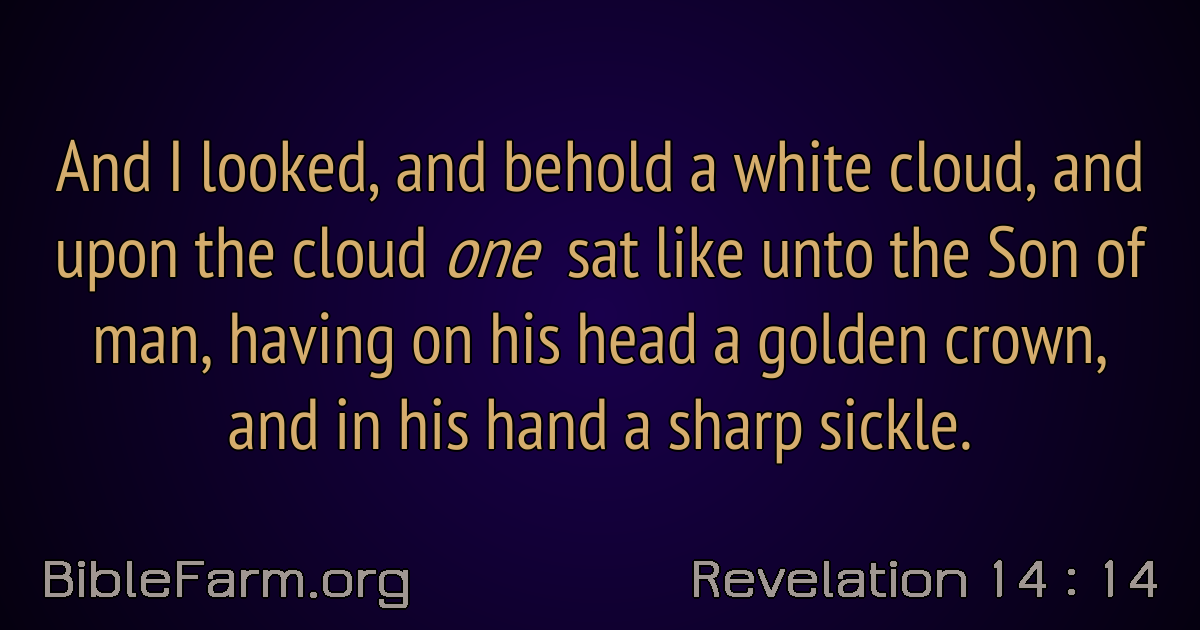 And I looked, and behold a white cloud, and
upon the cloud one sat like unto the Son of
man, having on his head a golden crown,
and in his hand a sharp sickle.
BibleFarm.org
Revelation 14 : 14